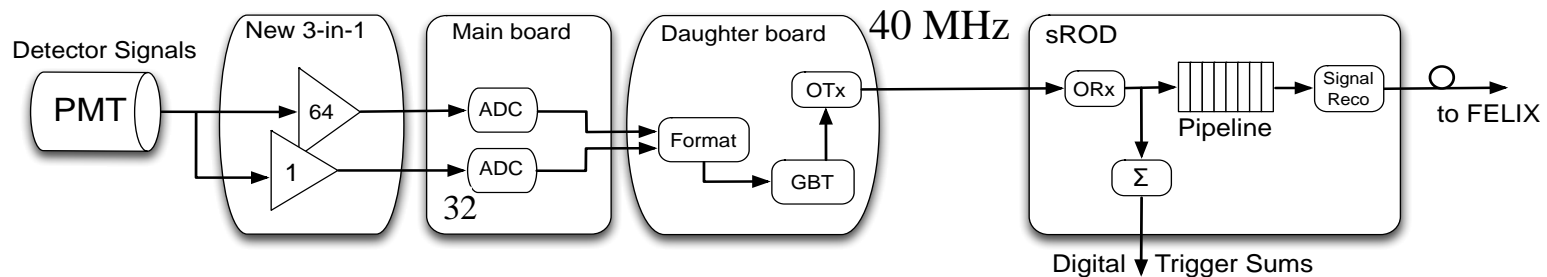 Detector Signals
PMT
New 3-in-1
64
1
Main board
ADC
ADC
32
Daughter board
Format
GBT
OTx
40 MHz
sROD
ORx
Pipeline
Signal
Reco
Σ
to FELIX
Digital Trigger Sums